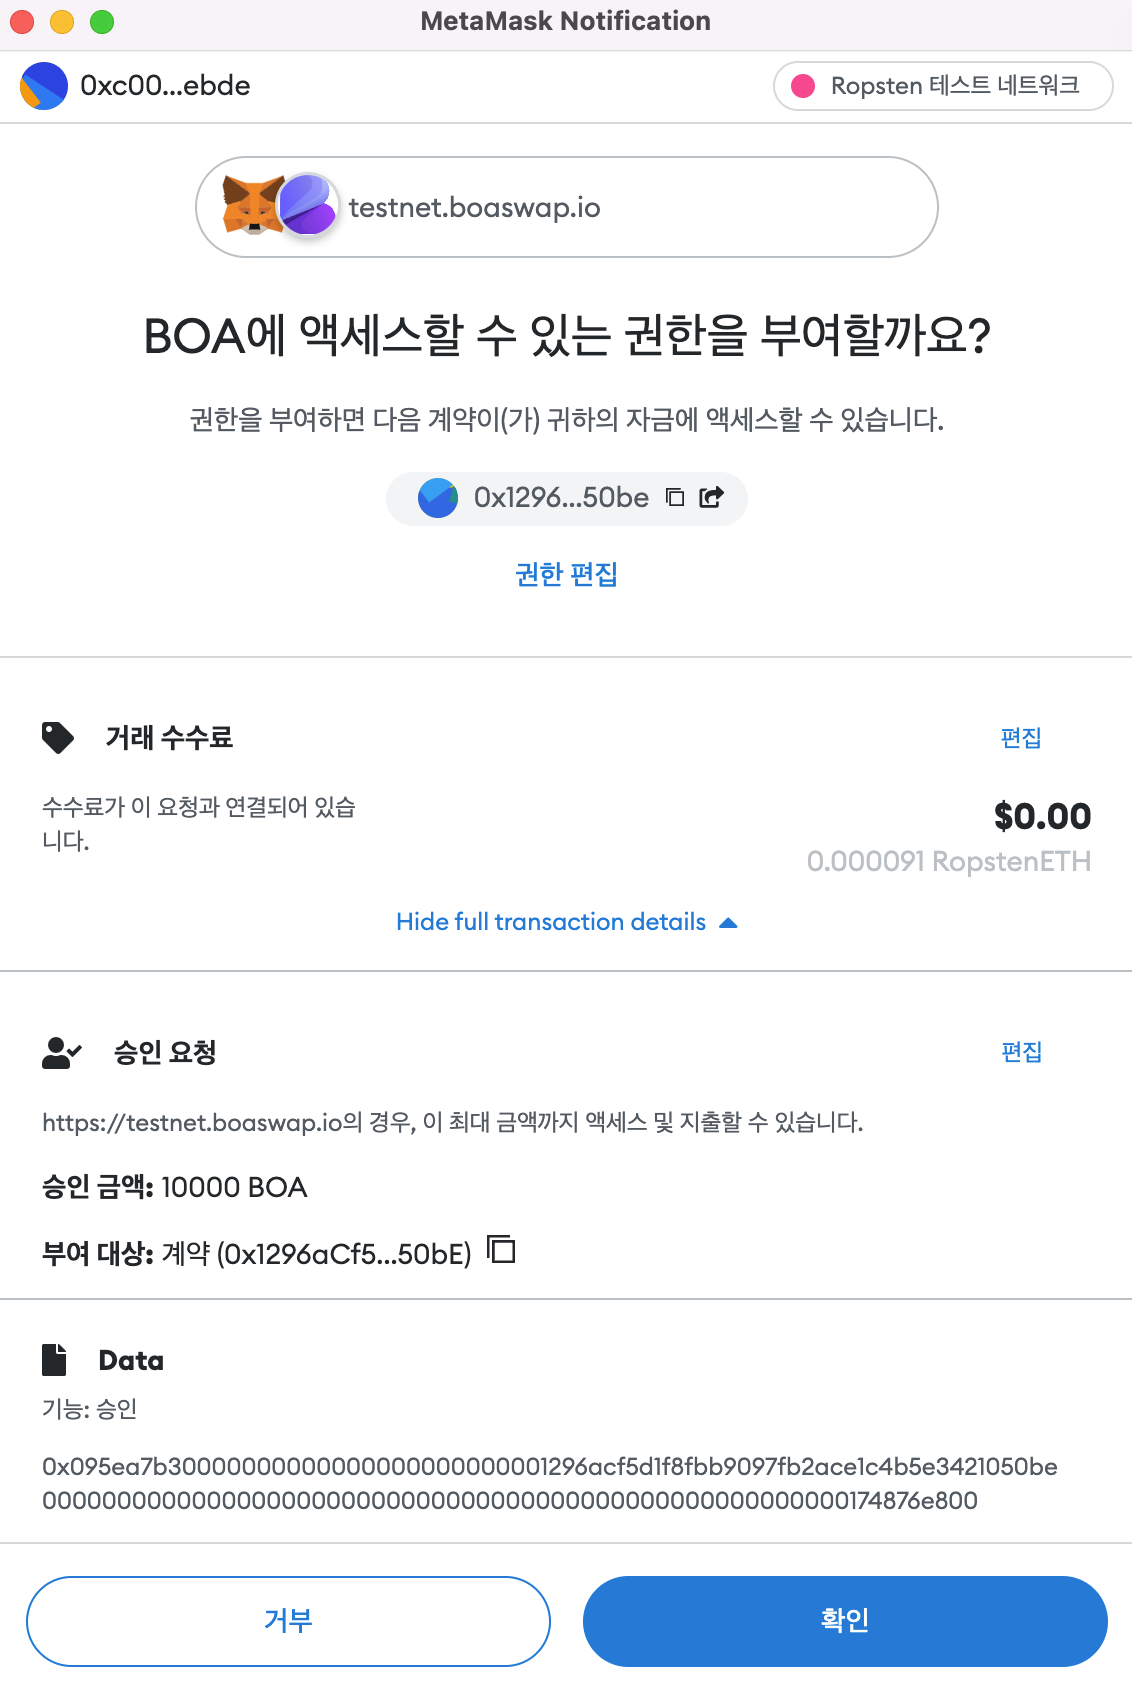 MetaMask Notification
0xc00...ebde
Ropsten 테스트 네트워크
testnet.boaswap.io
BOA에 액세스할 수 있는 권한을 부여할까요?
권한을 부여하면 다음 계약이(가) 귀하의 자금에 액세스할 수 있습니다.
0x1296...50be
권한 편집
거래 수수료
편집
수수료가 이 요청과 연결되어 있습
니다.
$0.00
0.000091 RopstenETH
Hide full transaction details
승인 요청
편집
https://testnet.boaswap.io의 경우, 이 최대 금액까지 액세스 및 지출할 수 있습니다.
승인 금액: 10000 BOA
부여 대상: 계약 (0x1296aCf5...50bE)
Data
기능: 승인
0x095ea7b30000000000000000000000001296acf5d1f8fbb9097fb2ace1c4b5e3421050be
000000000000000000000000000000000000000000000000000000174876e800
거부
확인